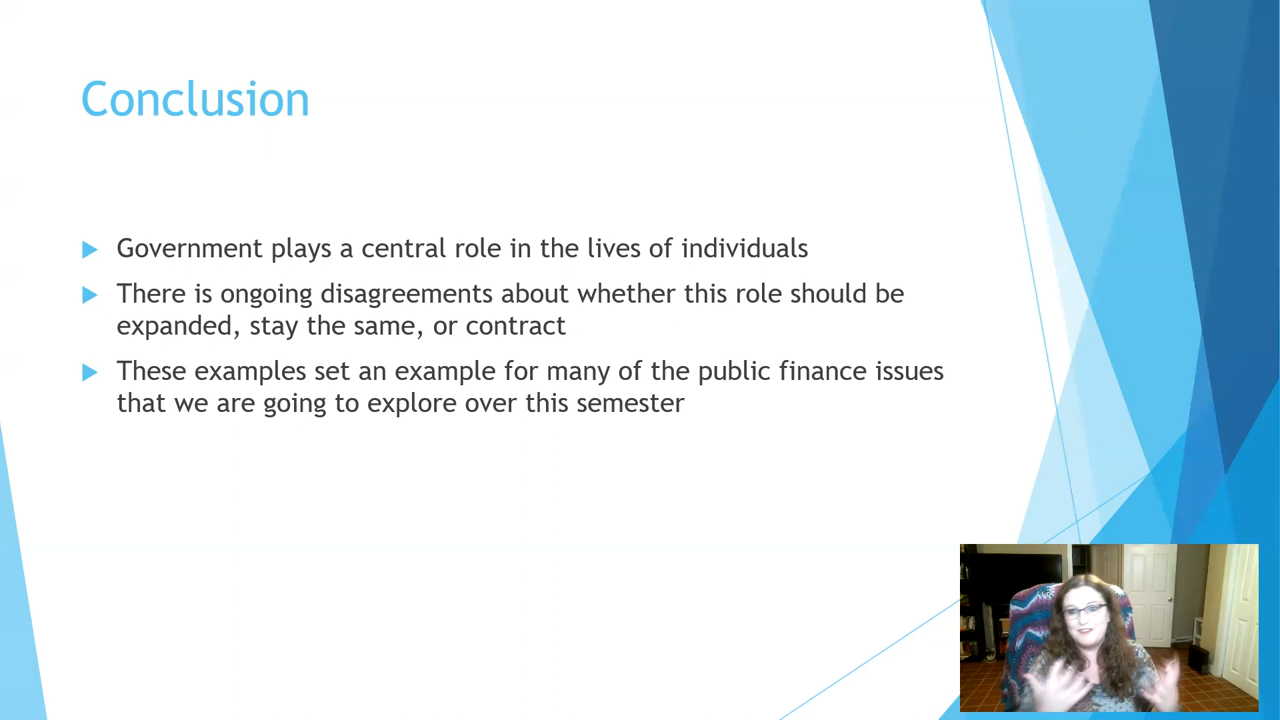 Conclusion
Government plays a central role in the lives of individuals
There is ongoing disagreements about whether this role should be
expanded, stay the same, or contract
These examples set an example for many of the public finance issues
that we are going to explore over this semester